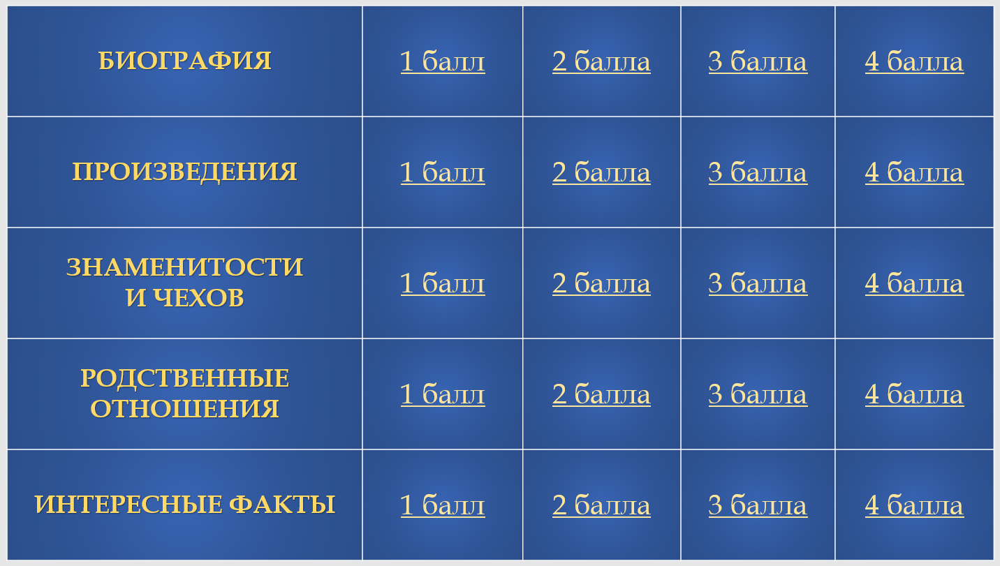 БИОГРАФИЯ 1 балл 2 балла 3 балла 4 балла
ПРОИЗВЕДЕНИЯ 1 балл 2 балла 3 балла 4 балла
ЗНАМЕНИТОСТИ
И ЧЕХОВ 1 балл 2 балла 3 балла 4 балла
РОДСТВЕННЫЕ
ОТНОШЕНИЯ 1 балл 2 балла 3 балла 4 балла
ИНТЕРЕСНЫЕ ФАКТЫ 1 балл 2 балла 3 балла 4 балла